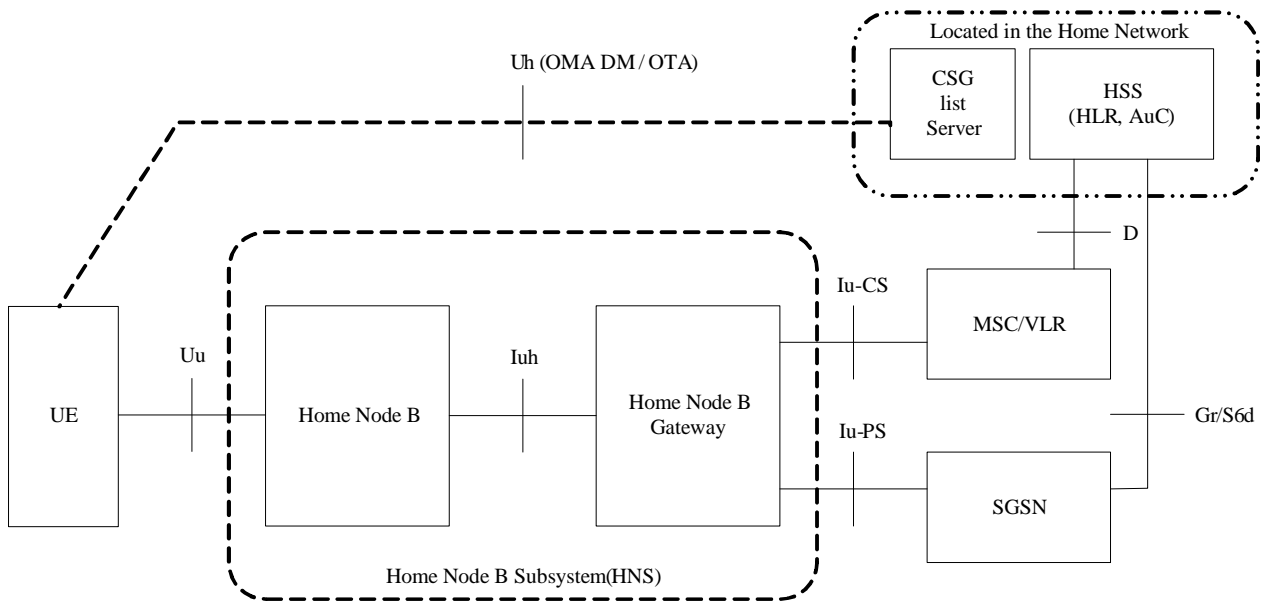 Located in the Home Network
Uh (OMA DM / OTA)
CSG
list
Server
HSS
(HLR, AuC)
D
Iu-CS
MSC/VLR
Uu
Iuh
UE
Home Node B
Home Node B
Gateway
Iu-PS
Gr/S6d
SGSN
Home Node B Subsystem(HNS)